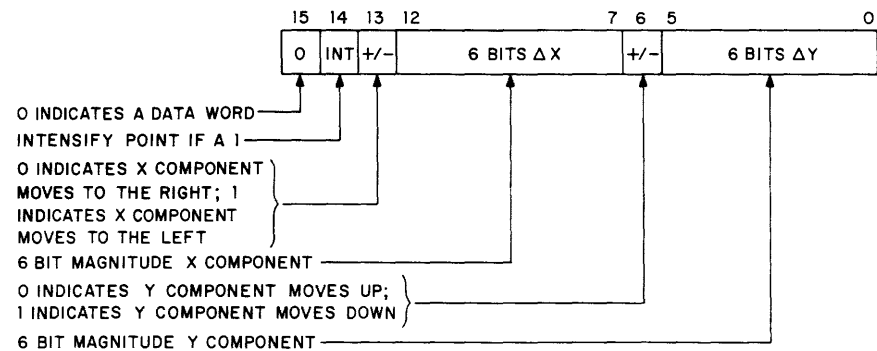 15 14 13 12 7 6 5 0
0 INT +/- 6 BITS ΔX +/- 6 BITS ΔY
0 INDICATES A DATA WORD
INTENSIFY POINT IF A 1
0 INDICATES X COMPONENT
MOVES TO THE RIGHT; 1
INDICATES X COMPONENT
MOVES TO THE LEFT
6 BIT MAGNITUDE X COMPONENT
0 INDICATES Y COMPONENT MOVES UP;
1 INDICATES Y COMPONENT MOVES DOWN
6 BIT MAGNITUDE Y COMPONENT